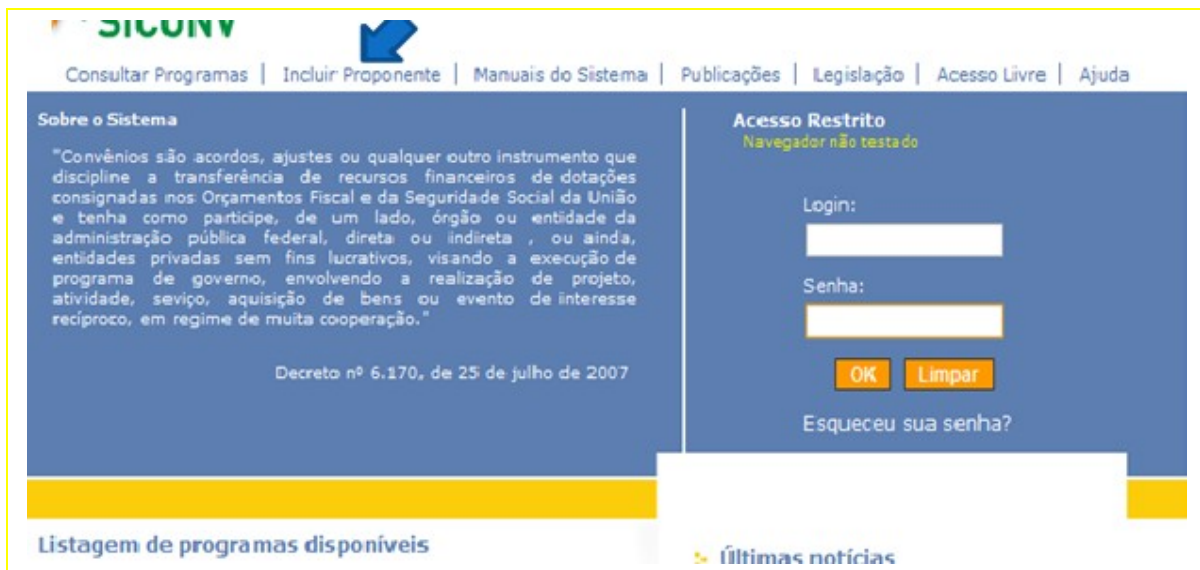 SICONV
Consultar Programas | Incluir Proponente | Manuais do Sistema | Publicações | Legislação | Acesso Livre | Ajuda
Sobre o Sistema
"Convênios são acordos, ajustes ou qualquer outro instrumento que
discipline a transferência de recursos financeiros de dotações
consignadas nos Orçamentos Fiscal e da Seguridade Social da União
e tenha como participe, de um lado, órgão ou entidade da
administração pública federal, direta ou indireta , ou ainda,
entidades privadas sem fins lucrativos, visando a execução de
programa de governo, envolvendo a realização de projeto,
atividade, seviço, aquisição de bens ou evento de interesse
recíproco, em regime de muita cooperação."
Decreto nº 6.170, de 25 de julho de 2007
Acesso Restrito
Navegador não testado
Login:
Senha:
OK Limpar
Esqueceu sua senha?
Listagem de programas disponíveis
Últimas notícias